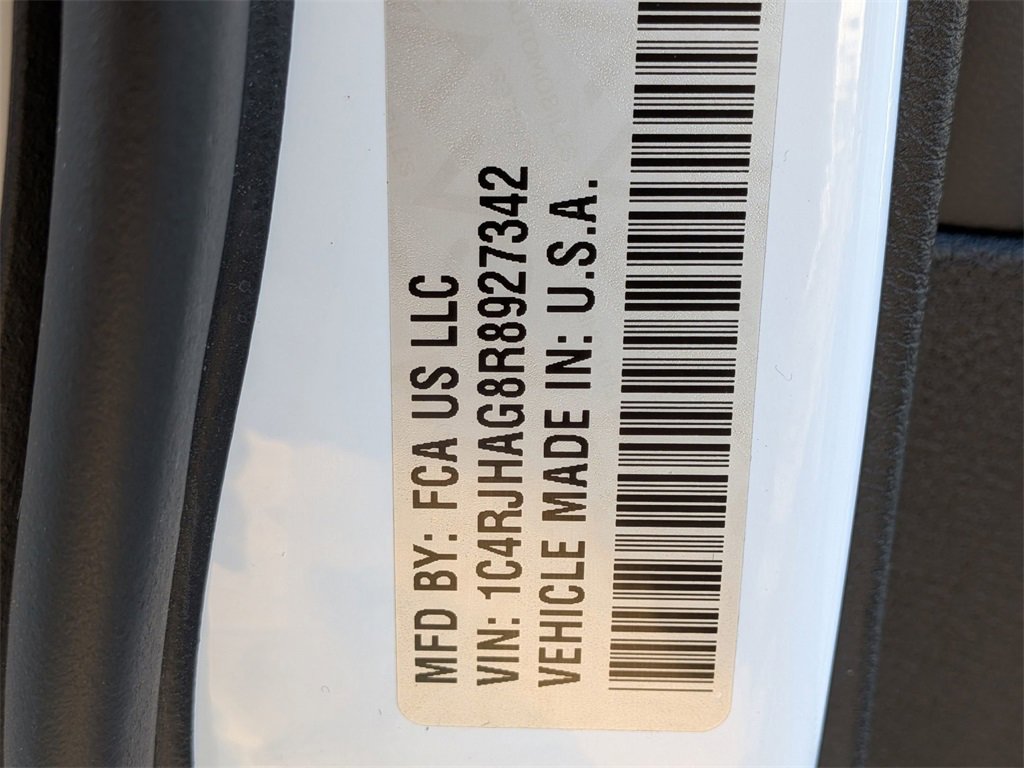 MFD BY: FCA US LLC
VIN: 1C4RJHAG8R8927342
VEHICLE MADE IN: U.S.A.